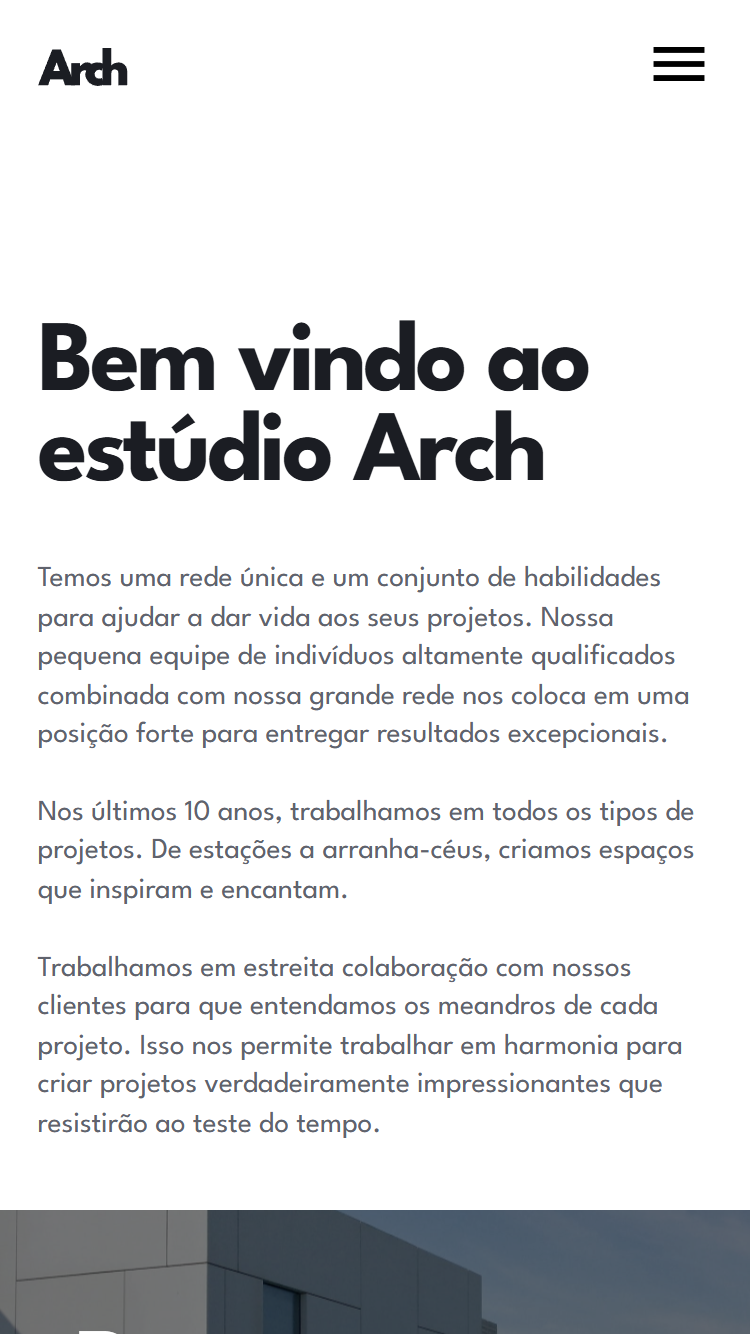 Arch
Bem vindo ao
estúdio Arch
Temos uma rede única e um conjunto de habilidades
para ajudar a dar vida aos seus projetos. Nossa
pequena equipe de indivíduos altamente qualificados
combinada com nossa grande rede nos coloca em uma
posição forte para entregar resultados excepcionais.
Nos últimos 10 anos, trabalhamos em todos os tipos de
projetos. De estações a arranha-céus, criamos espaços
que inspiram e encantam.
Trabalhamos em estreita colaboração com nossos
clientes para que entendamos os meandros de cada
projeto. Isso nos permite trabalhar em harmonia para
criar projetos verdadeiramente impressionantes que
resistirão ao teste do tempo.